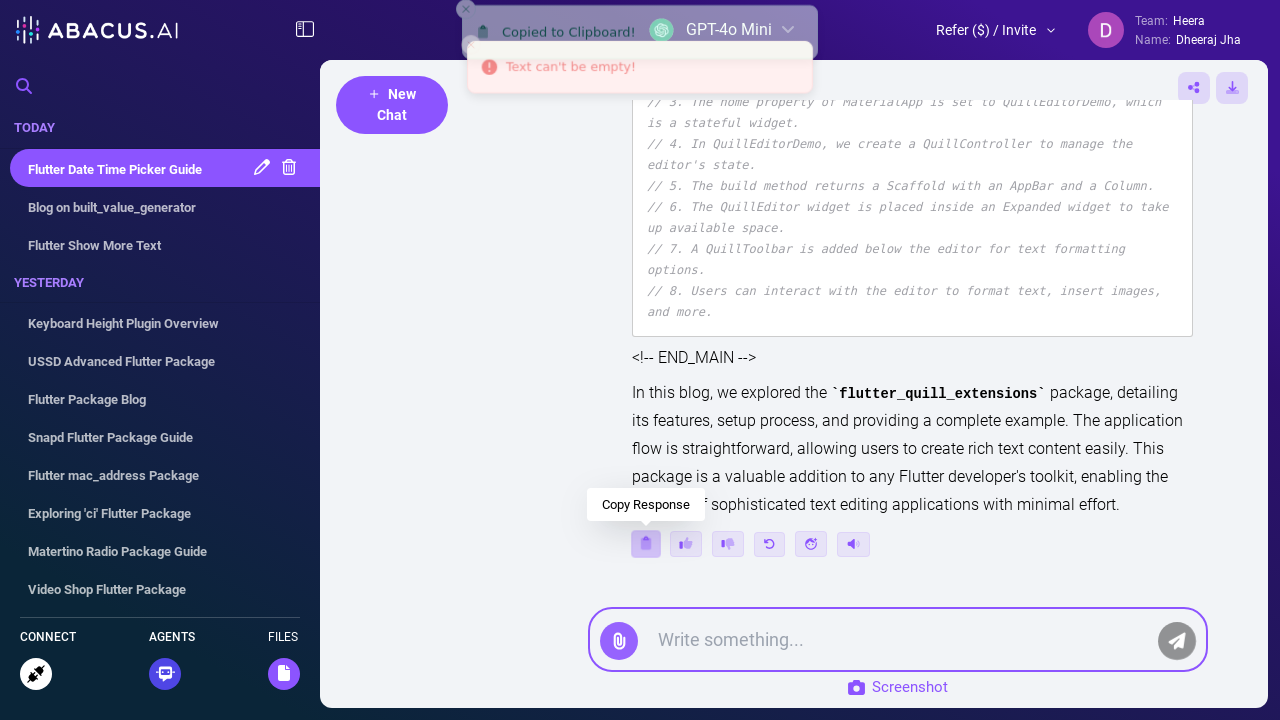 ABACUS.AI
Copied to Clipboard!
GPT-4o Mini
Text can't be empty!
Refer ($) / Invite
D
Team: Heera
Name: Dheeraj Jha
TODAY
Flutter Date Time Picker Guide
Blog on built_value_generator
Flutter Show More Text
YESTERDAY
Keyboard Height Plugin Overview
USSD Advanced Flutter Package
Flutter Package Blog
Snapd Flutter Package Guide
Flutter mac_address Package
Exploring 'ci' Flutter Package
Matertino Radio Package Guide
Video Shop Flutter Package
CONNECT
AGENTS
FILES
+ New
Chat
// 3. The home property of MaterialApp is set to QuillEditorDemo, which
is a stateful widget.
// 4. In QuillEditorDemo, we create a QuillController to manage the
editor's state.
// 5. The build method returns a Scaffold with an AppBar and a Column.
// 6. The QuillEditor widget is placed inside an Expanded widget to take
up available space.
// 7. A QuillToolbar is added below the editor for text formatting
options.
// 8. Users can interact with the editor to format text, insert images,
and more.
<!-- END_MAIN -->
In this blog, we explored the `flutter_quill_extensions` package, detailing
its features, setup process, and providing a complete example. The application
flow is straightforward, allowing users to create rich text content easily. This
package is a valuable addition to any Flutter developer's toolkit, enabling the
sophisticated text editing applications with minimal effort.
Copy Response
Write something...
Screenshot